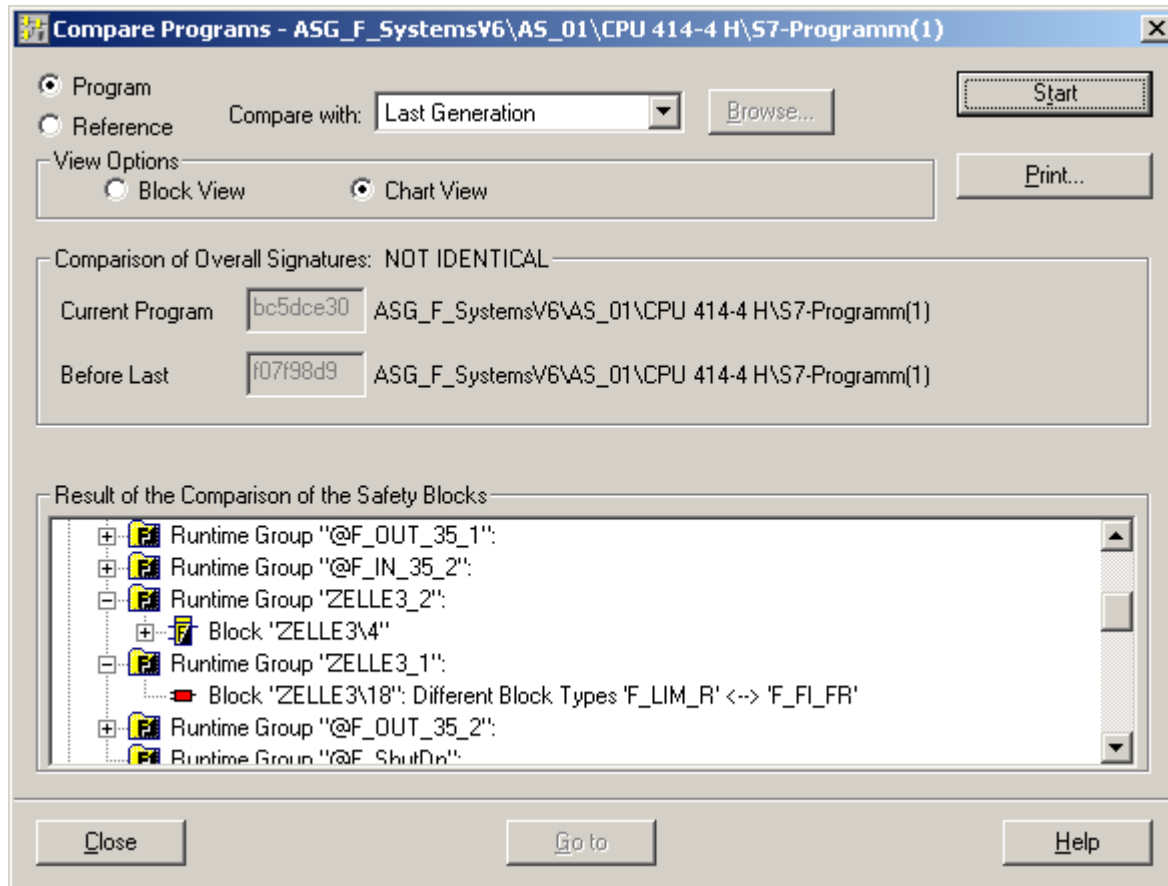 Compare Programs - ASG_F_SystemsV6\AS_01\CPU 414-4 H\S7-Programm(1)
Program
Reference
Compare with:
Last Generation
Browse...
Start
View Options
Block View
Chart View
Print...
Comparison of Overall Signatures: NOT IDENTICAL
Current Program bc5dce30 ASG_F_SystemsV6\AS_01\CPU 414-4 H\S7-Programm(1)
Before Last f07f98d9 ASG_F_SystemsV6\AS_01\CPU 414-4 H\S7-Programm(1)
Result of the Comparison of the Safety Blocks
Runtime Group "@F_OUT_35_1":
Runtime Group "@F_IN_35_2":
Runtime Group "ZELLE3_2":
Block "ZELLE3\4"
Runtime Group "ZELLE3_1":
Block "ZELLE3\18": Different Block Types 'F_LIM_R' <--> 'F_FI_FR'
Runtime Group "@F_OUT_35_2":
Runtime Group "@F_ShutDn":
Close
Go to
Help